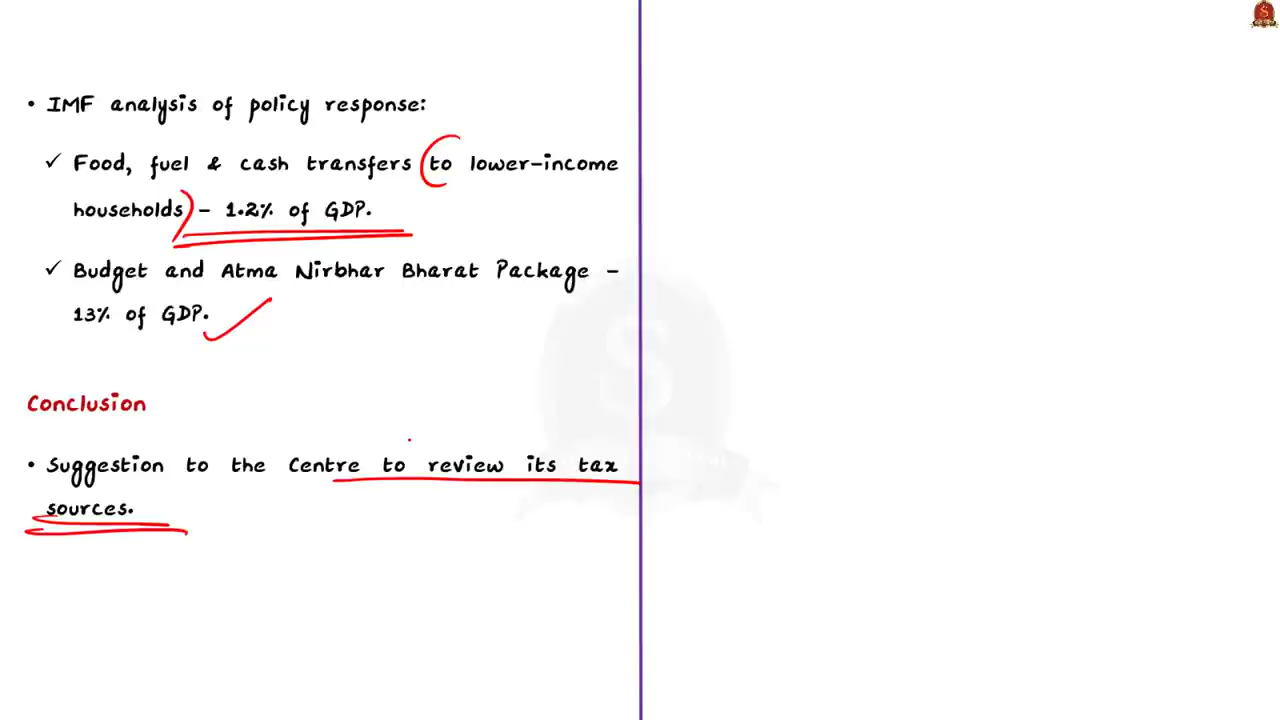 • IMF analysis of policy response:
✓ Food, fuel & cash transfers to lower-income
households - 1.2% of GDP.
✓ Budget and Atma Nirbhar Bharat Package -
13% of GDP.
Conclusion
• Suggestion to the Centre to review its tax
sources.